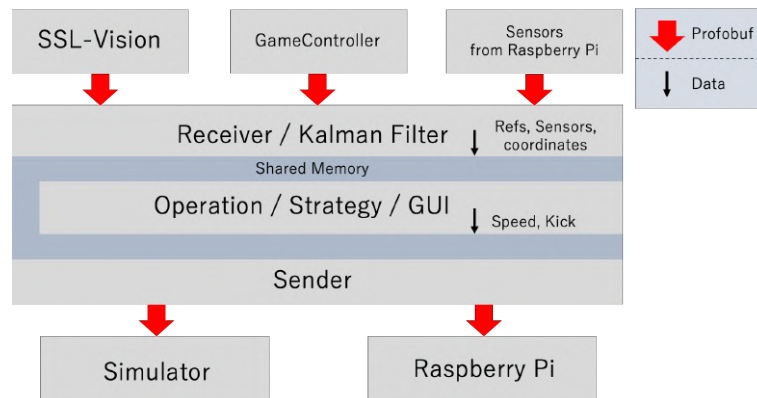 SSL-Vision
GameController
Sensors
from Raspberry Pi
Profobuf
Data
Receiver / Kalman Filter
Refs, Sensors,
coordinates
Shared Memory
Operation / Strategy / GUI
Speed, Kick
Sender
Simulator
Raspberry Pi